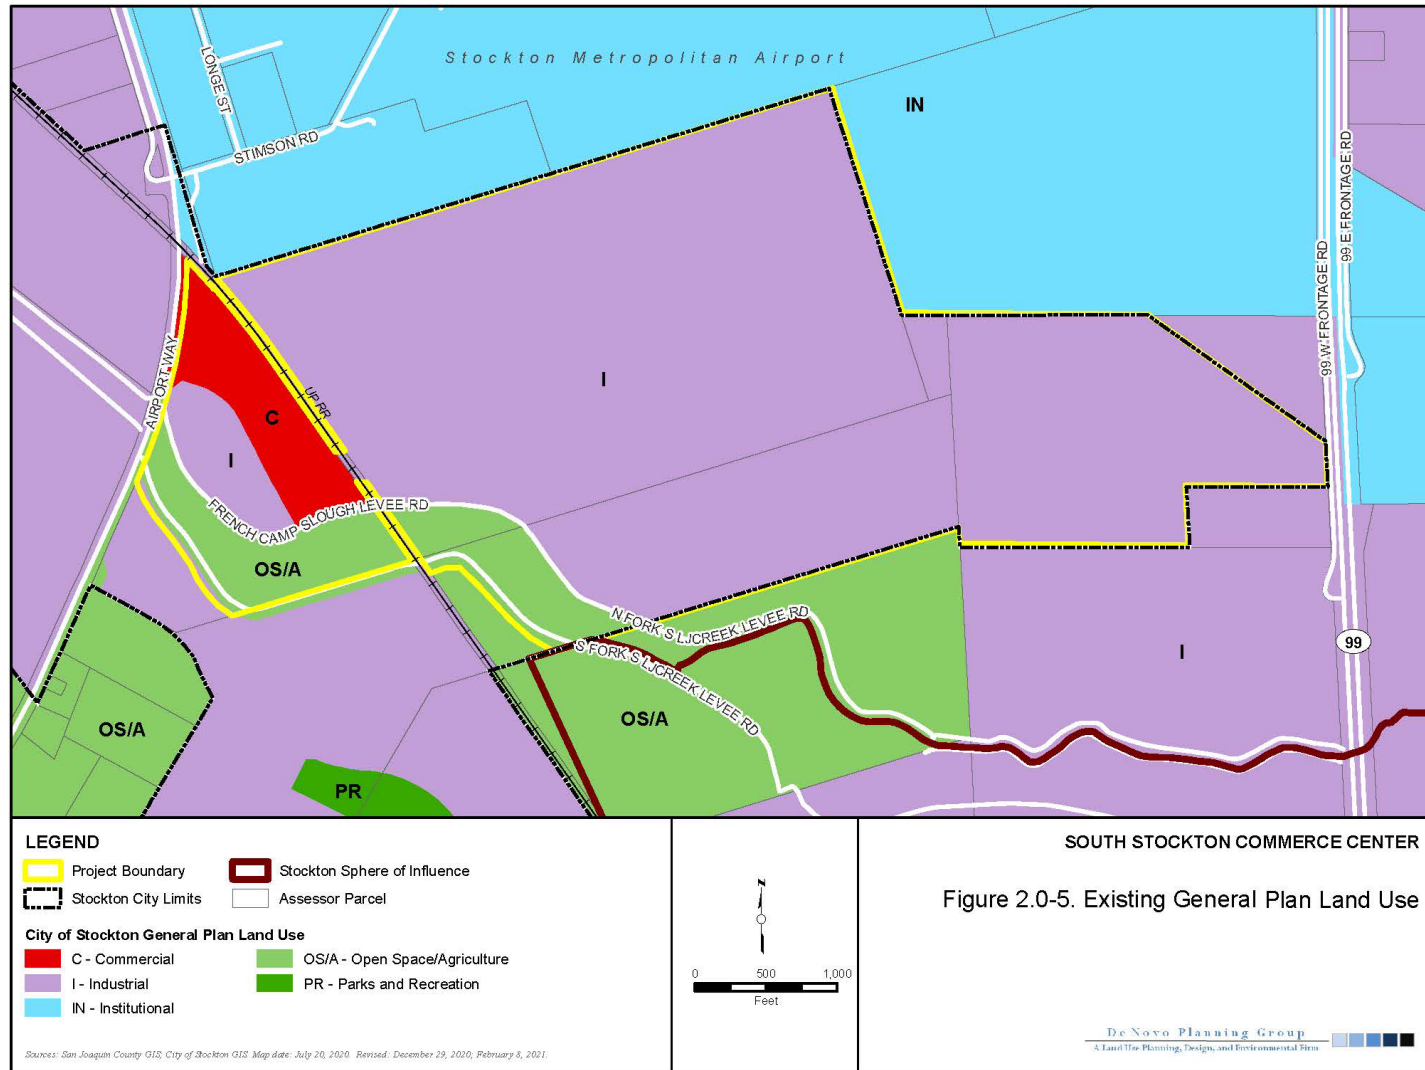 Stockton Metropolitan Airport
IN
LONGE ST
STIMSON RD
99 E FRONTAGE RD
99 W FRONTAGE RD
AIRPORT WAY
UP RR
I
C
I
FRENCH CAMP SLOUGH LEVEE RD
OS/A
N FORK S LJCREEK LEVEE RD
S FORK S LJCREEK LEVEE RD
99
I
OS/A
OS/A
PR
LEGEND
Project Boundary
Stockton Sphere of Influence
Stockton City Limits
Assessor Parcel
City of Stockton General Plan Land Use
C - Commercial
OS/A - Open Space/Agriculture
I - Industrial
PR - Parks and Recreation
IN - Institutional
Sources: San Joaquin County GIS; City of Stockton GIS. Map date: July 20, 2020. Revised: December 29, 2020; February 8, 2021.
N
0 500 1,000
Feet
SOUTH STOCKTON COMMERCE CENTER
Figure 2.0-5. Existing General Plan Land Use
De Novo Planning Group
A Land Use Planning, Design, and Environmental Firm